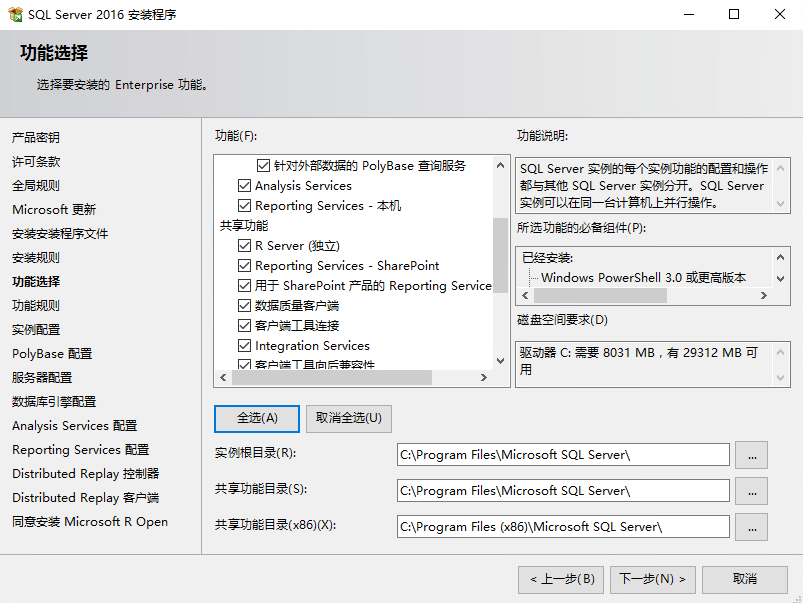 SQL Server 2016 安装程序
功能选择
选择要安装的 Enterprise 功能。
产品密钥
许可条款
全局规则
Microsoft 更新
安装安装程序文件
安装规则
功能选择
功能规则
实例配置
PolyBase 配置
服务器配置
数据库引擎配置
Analysis Services 配置
Reporting Services 配置
Distributed Replay 控制器
Distributed Replay 客户端
同意安装 Microsoft R Open
功能(F):
针对外部数据的 PolyBase 查询服务
Analysis Services
Reporting Services - 本机
共享功能
R Server (独立)
Reporting Services - SharePoint
用于 SharePoint 产品的 Reporting Service
数据质量客户端
客户端工具连接
Integration Services
客户端工具向后兼容性
功能说明:
SQL Server 实例的每个实例功能的配置和操作
都与其他 SQL Server 实例分开。SQL Server
实例可以在同一台计算机上并行操作。
所选功能的必备组件(P):
已经安装:
Windows PowerShell 3.0 或更高版本
磁盘空间要求(D)
驱动器 C: 需要 8031 MB，有 29312 MB 可
用
全选(A)
取消全选(U)
实例根目录(R):
C:\Program Files\Microsoft SQL Server\
...
共享功能目录(S):
C:\Program Files\Microsoft SQL Server\
...
共享功能目录(x86)(X):
C:\Program Files (x86)\Microsoft SQL Server\
...
< 上一步(B)
下一步(N) >
取消